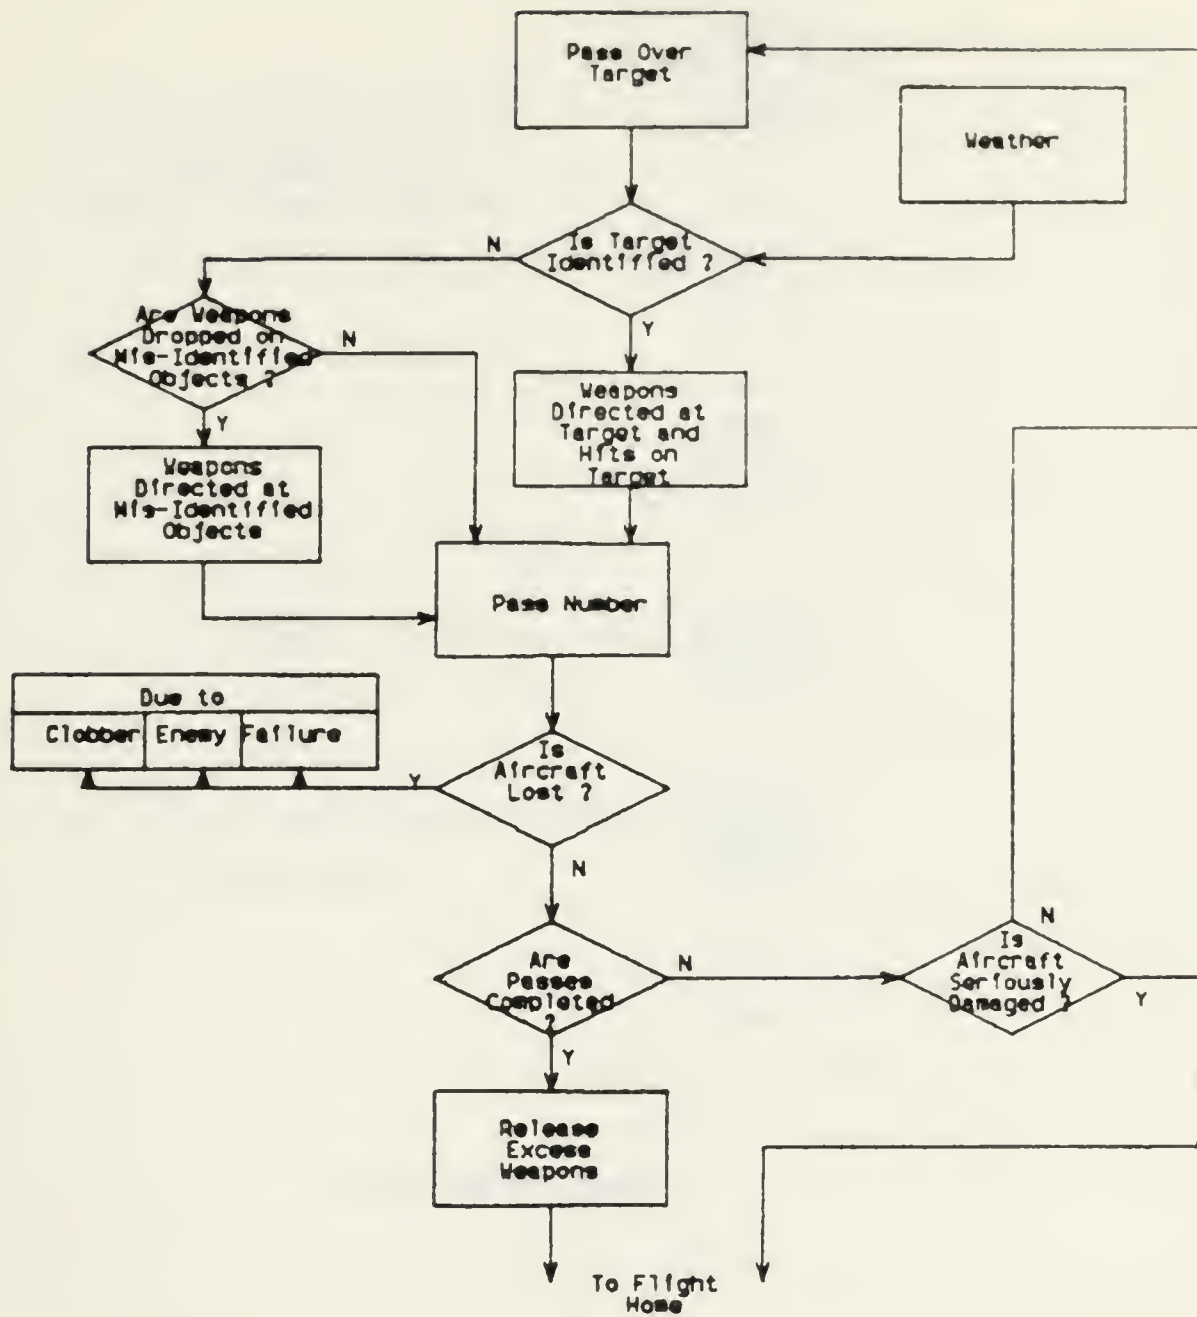 Pass Over
Target
Weather
Is Target
Identified ?
N
Y
Are Weapons
Dropped on
Mis-Identified
Objects ?
N
Y
Weapons
Directed at
Target and
Hits on
Target
Weapons
Directed at
Mis-Identified
Objects
Pass Number
Due to
Clobber Enemy Failure
Is
Aircraft
Lost ?
Y
N
Are
Passes
Completed
?
N
Y
Is
Aircraft
Seriously
Damaged ?
N
Y
Release
Excess
Weapons
To Flight
Home